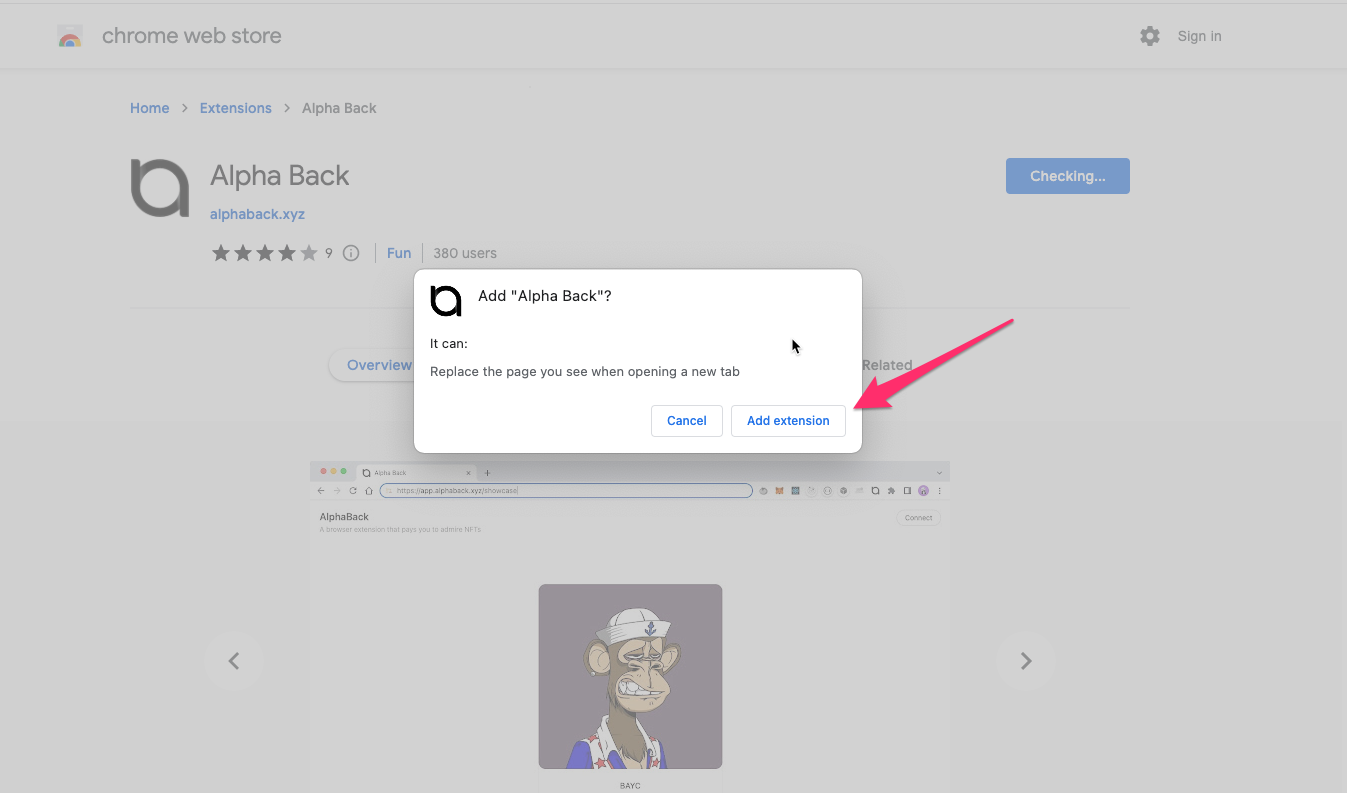 chrome web store
Sign in
Home > Extensions > Alpha Back
Alpha Back
Checking...
alphaback.xyz
9
Fun
380 users
Add "Alpha Back"?
It can:
Replace the page you see when opening a new tab
Cancel
Add extension
Overview
Related
Alpha Back
https://app.alphaback.xyz/showcase
AlphaBack
Connect
A browser extension that pays you to admire NFTs
BAYC